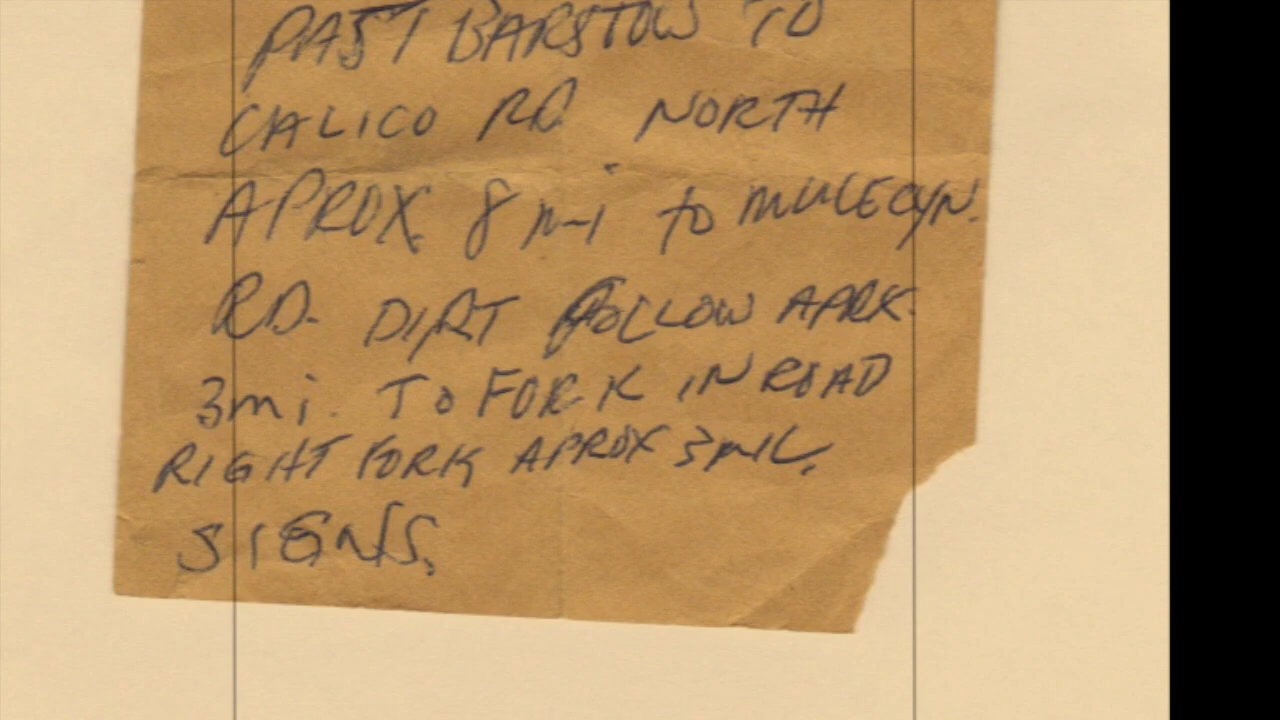 PAST BARSTOW TO
CALICO RD NORTH
APROX. 8 mi to MULE CYN.
RD. DIRT FOLLOW APRX.
3mi. TO FORK IN ROAD
RIGHT FORK APROX 3 MIL.
SIGNS.